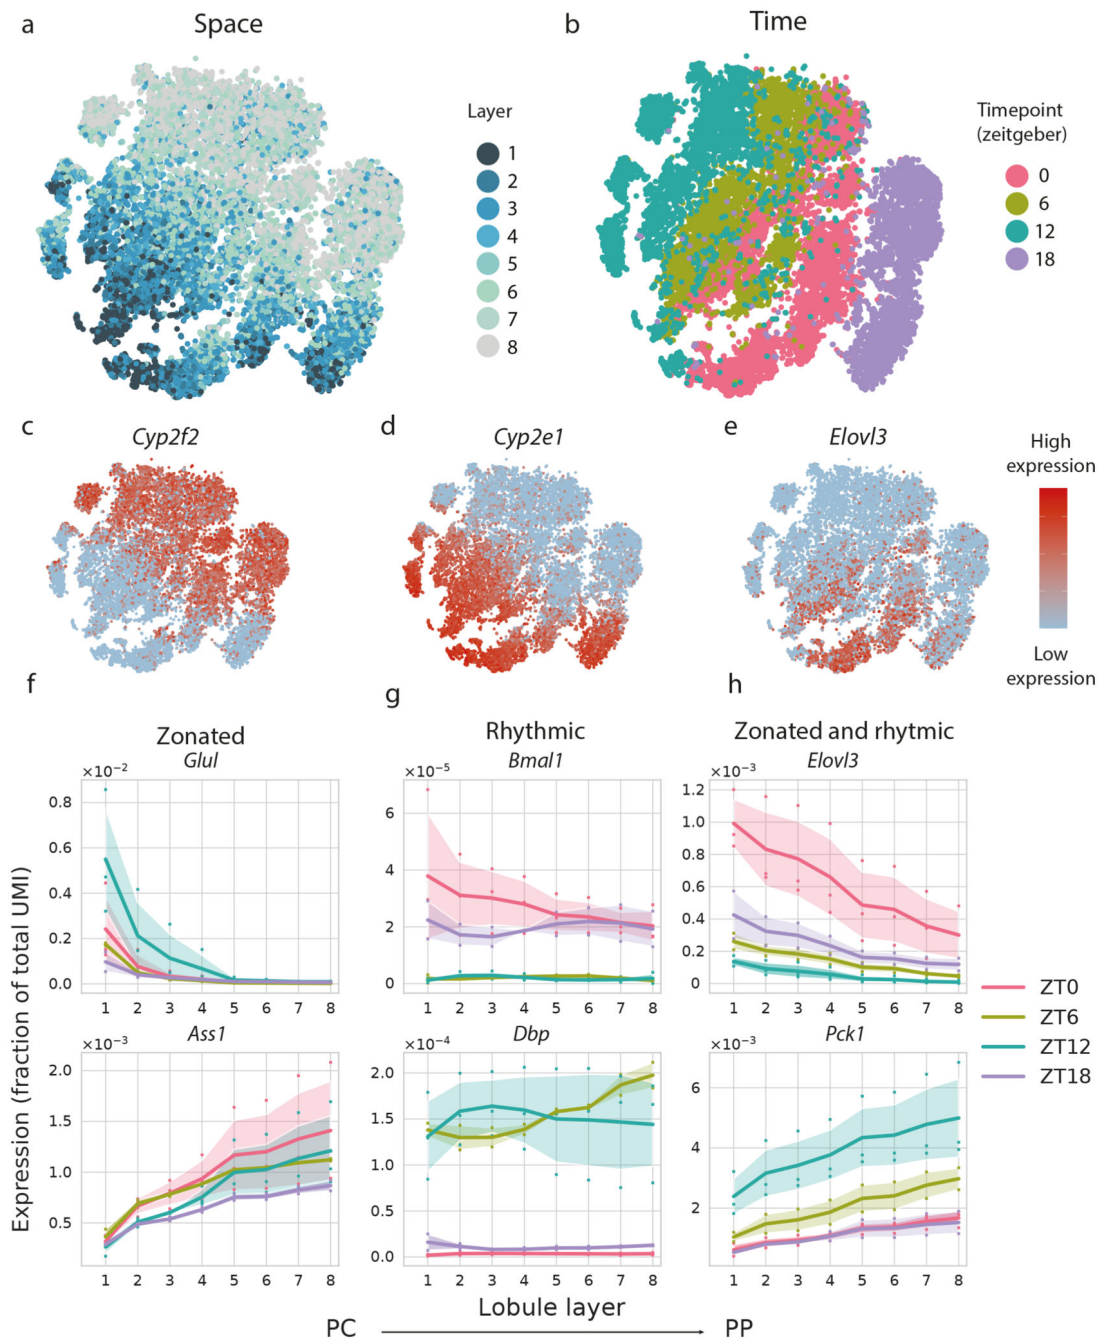 a
Space
b
Time
Layer
1
2
3
4
5
6
7
8
Timepoint
(zeitgeber)
0
6
12
18
c
Cyp2f2
d
Cyp2e1
e
Elovl3
High
expression
Low
expression
f
g
h
Zonated
Rhythmic
Zonated and rhytmic
Glul
Bmal1
Elovl3
×10⁻²
×10⁻⁵
×10⁻³
0.8
0.6
0.4
0.2
0.0
1 2 3 4 5 6 7 8
6
4
2
0
1 2 3 4 5 6 7 8
1.2
1.0
0.8
0.6
0.4
0.2
0.0
1 2 3 4 5 6 7 8
Expression (fraction of total UMI)
Ass1
Dbp
Pck1
×10⁻³
×10⁻⁴
×10⁻³
2.0
1.5
1.0
0.5
1 2 3 4 5 6 7 8
2.0
1.5
1.0
0.5
0.0
1 2 3 4 5 6 7 8
6
4
2
1 2 3 4 5 6 7 8
ZT0
ZT6
ZT12
ZT18
Lobule layer
PC
PP